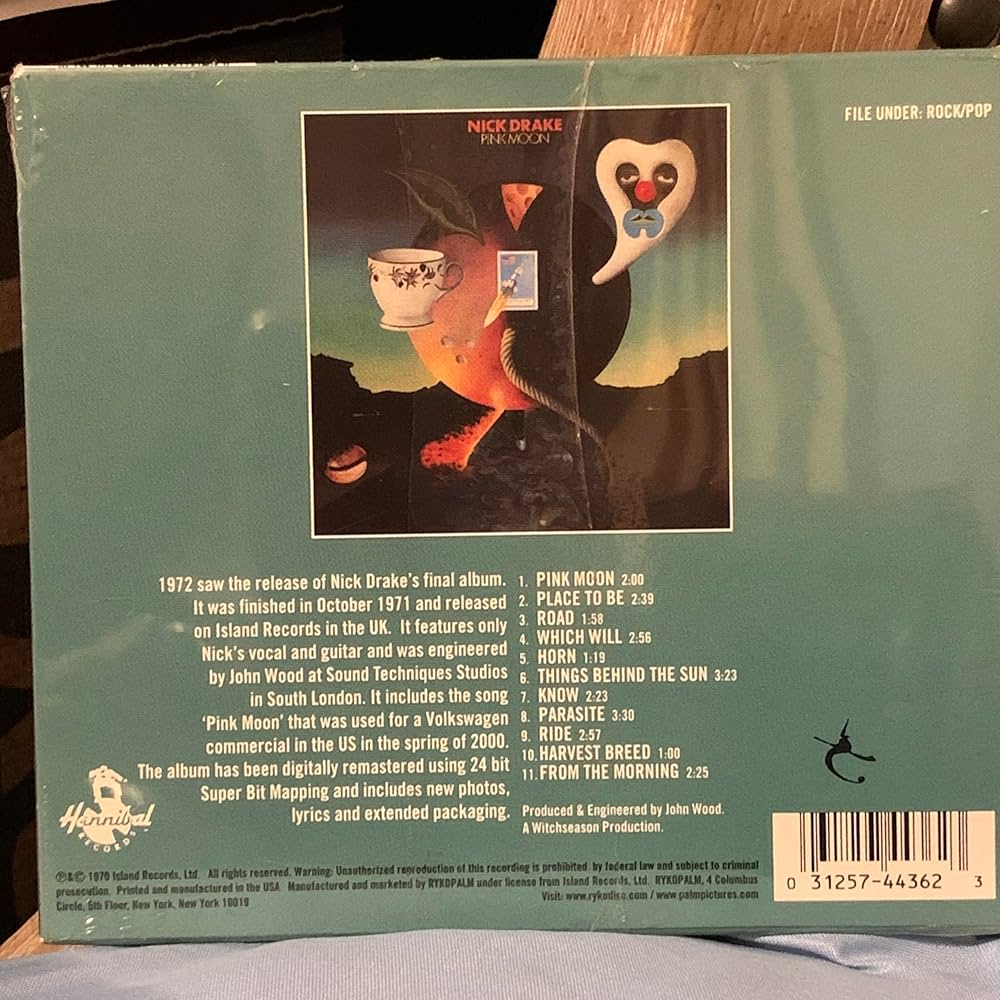 FILE UNDER: ROCK/POP
NICK DRAKE
PINK MOON
1972 saw the release of Nick Drake's final album.
It was finished in October 1971 and released
on Island Records in the UK. It features only
Nick's vocal and guitar and was engineered
by John Wood at Sound Techniques Studios
in South London. It includes the song
'Pink Moon' that was used for a Volkswagen
commercial in the US in the spring of 2000.
The album has been digitally remastered using 24 bit
Super Bit Mapping and includes new photos,
lyrics and extended packaging.
1. PINK MOON 2:00
2. PLACE TO BE 2:39
3. ROAD 1:58
4. WHICH WILL 2:56
5. HORN 1:19
6. THINGS BEHIND THE SUN 3:23
7. KNOW 2:23
8. PARASITE 3:30
9. RIDE 2:57
10. HARVEST BREED 1:00
11. FROM THE MORNING 2:25
Produced & Engineered by John Wood.
A Witchseason Production.
Hannibal
RECORDS
℗&© 1970 Island Records, Ltd. All rights reserved. Warning: Unauthorized reproduction of this recording is prohibited by federal law and subject to criminal
prosecution. Printed and manufactured in the USA. Manufactured and marketed by RYKOPALM under license from Island Records, Ltd. RYKOPALM, 4 Columbus
Circle, 5th Floor, New York, New York 10019
Visit: www.rykodisc.com / www.palmpictures.com
0 31257-44362 3